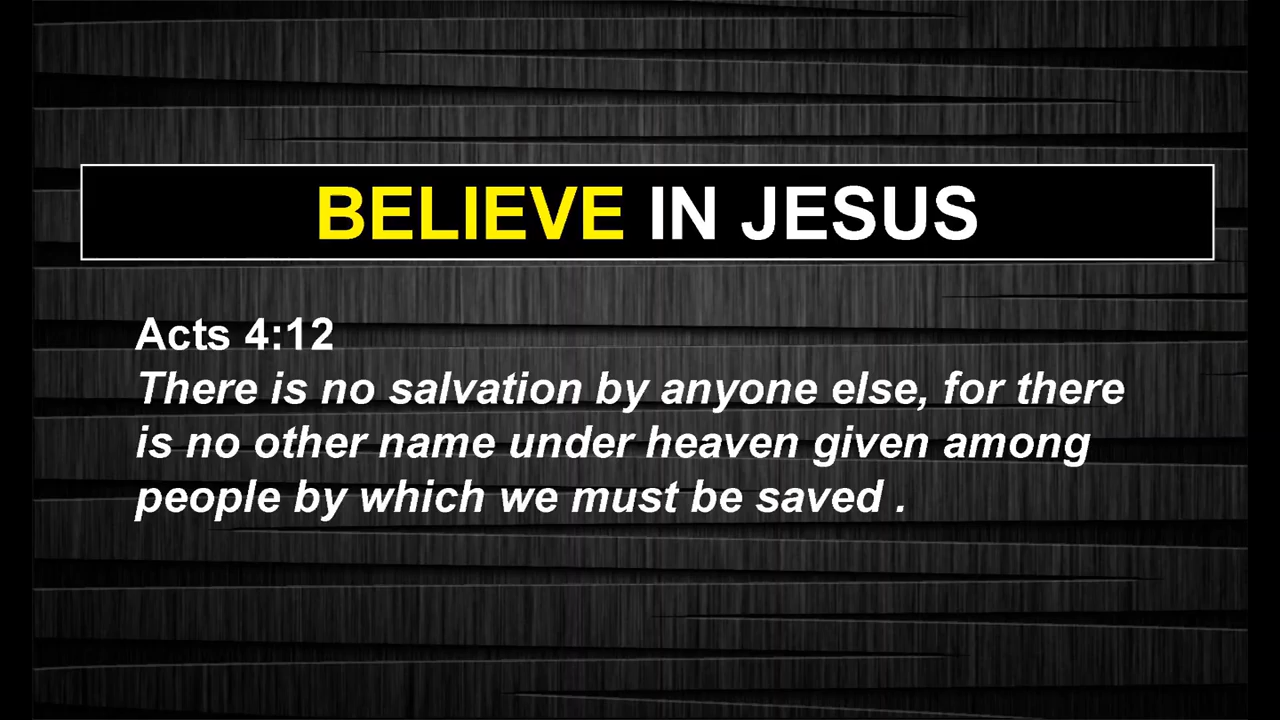 BELIEVE IN JESUS
Acts 4:12
There is no salvation by anyone else, for there
is no other name under heaven given among
people by which we must be saved .